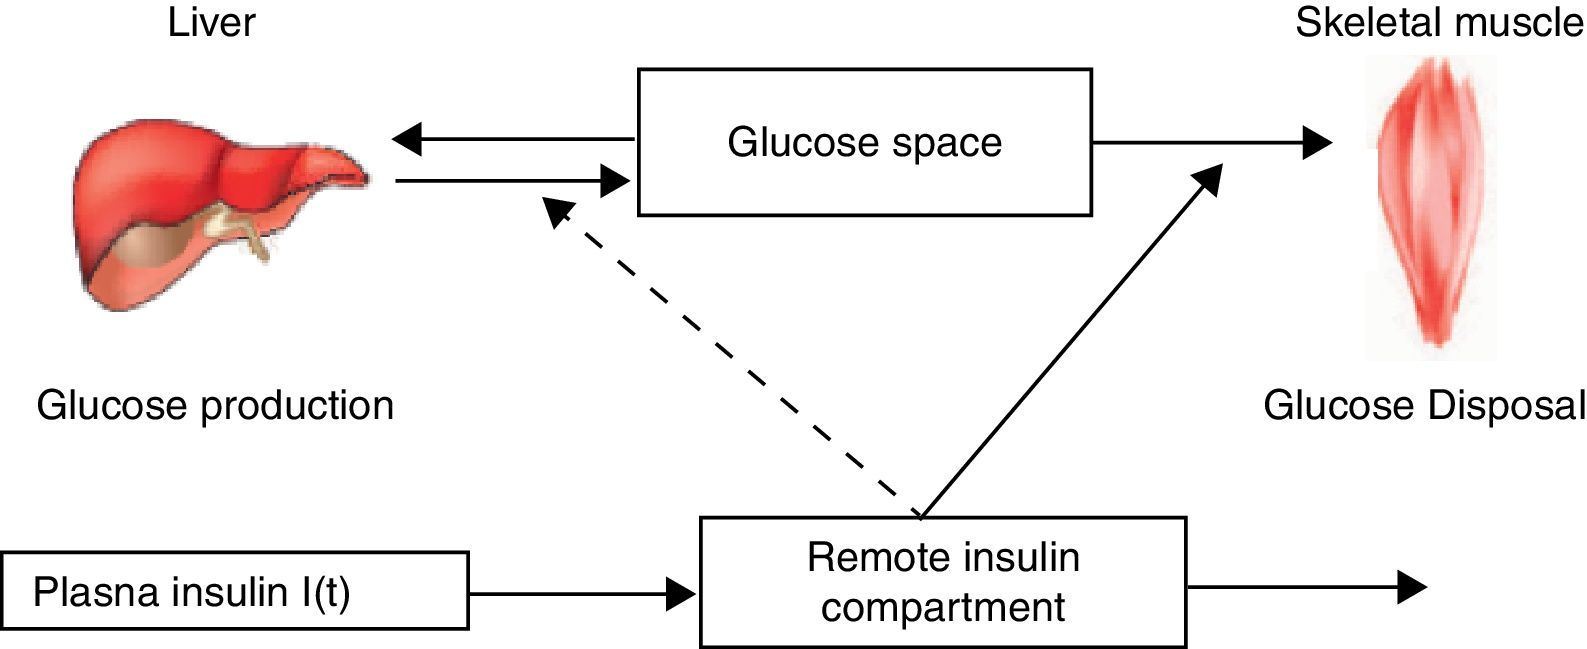 Liver
Skeletal muscle
Glucose space
Glucose production
Glucose Disposal
Plasna insulin I(t)
Remote insulin
compartment